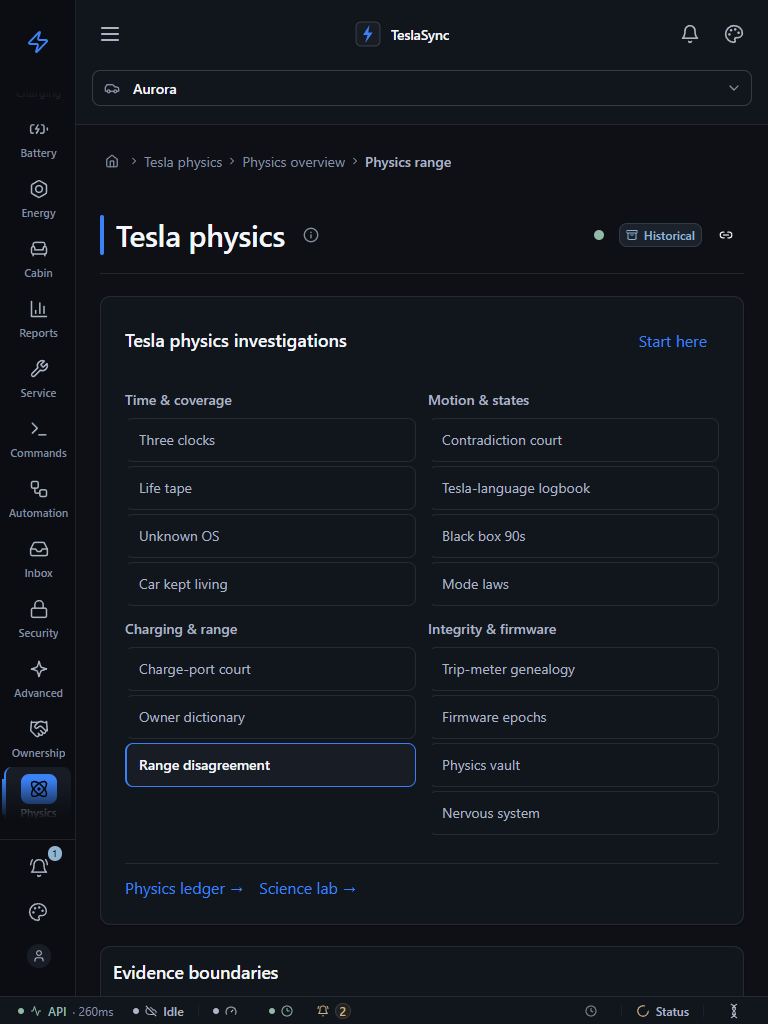 TeslaSync
Aurora
Charging
Battery
Energy
Cabin
Reports
Service
Commands
Automation
Inbox
Security
Advanced
Ownership
Physics
1
Tesla physics > Physics overview > Physics range
Tesla physics
Historical
Tesla physics investigations
Start here
Time & coverage
Three clocks
Life tape
Unknown OS
Car kept living
Motion & states
Contradiction court
Tesla-language logbook
Black box 90s
Mode laws
Charging & range
Charge-port court
Owner dictionary
Range disagreement
Integrity & firmware
Trip-meter genealogy
Firmware epochs
Physics vault
Nervous system
Physics ledger →
Science lab →
Evidence boundaries
API · 260ms
Idle
2
Status